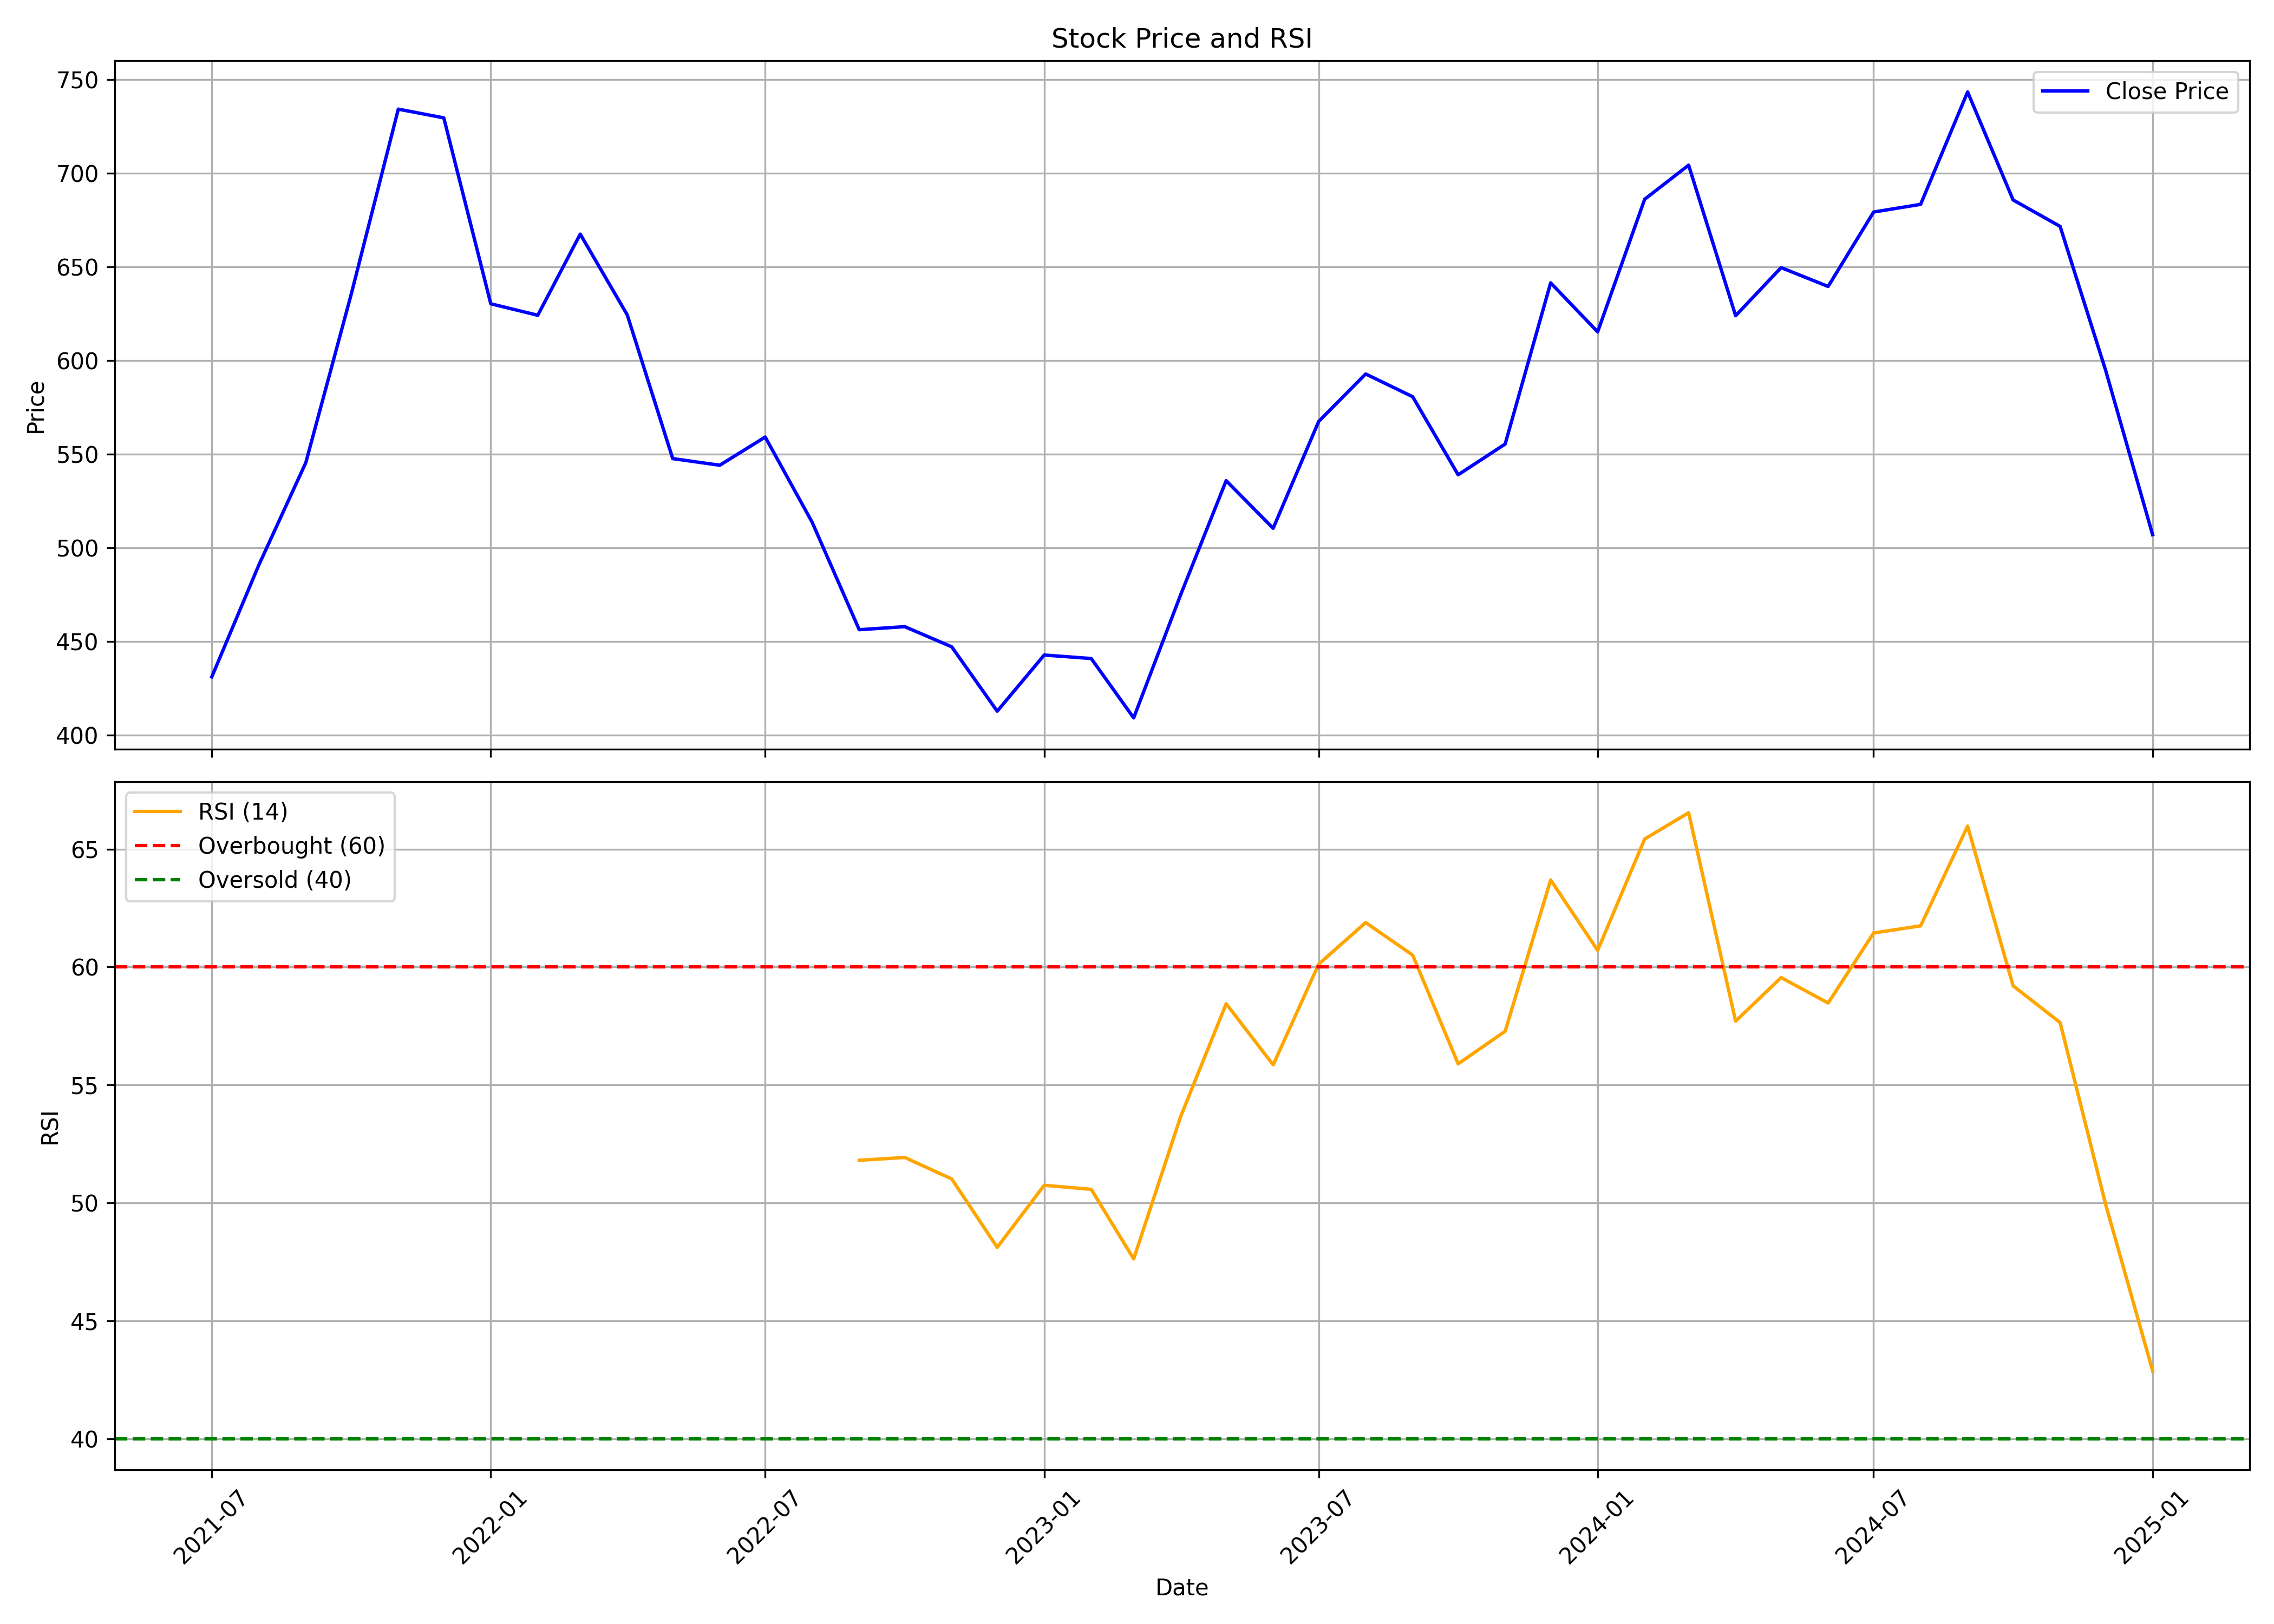 Stock Price and RSI
Close Price
750
700
650
600
550
500
450
400
Price
RSI (14)
Overbought (60)
Oversold (40)
65
60
55
50
45
40
RSI
2021-07
2022-01
2022-07
2023-01
2023-07
2024-01
2024-07
2025-01
Date